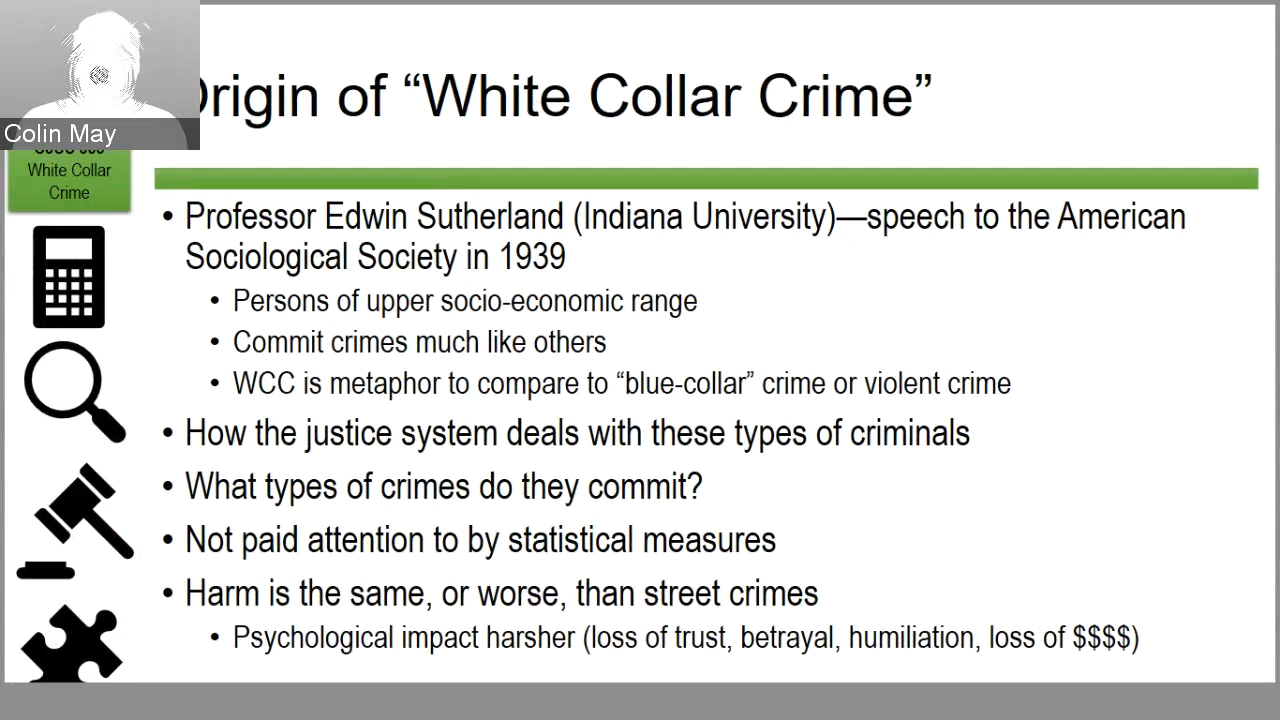 Origin of “White Collar Crime”
Colin May
White Collar
Crime
• Professor Edwin Sutherland (Indiana University)—speech to the American
Sociological Society in 1939
• Persons of upper socio-economic range
• Commit crimes much like others
• WCC is metaphor to compare to “blue-collar” crime or violent crime
• How the justice system deals with these types of criminals
• What types of crimes do they commit?
• Not paid attention to by statistical measures
• Harm is the same, or worse, than street crimes
• Psychological impact harsher (loss of trust, betrayal, humiliation, loss of $$$$)